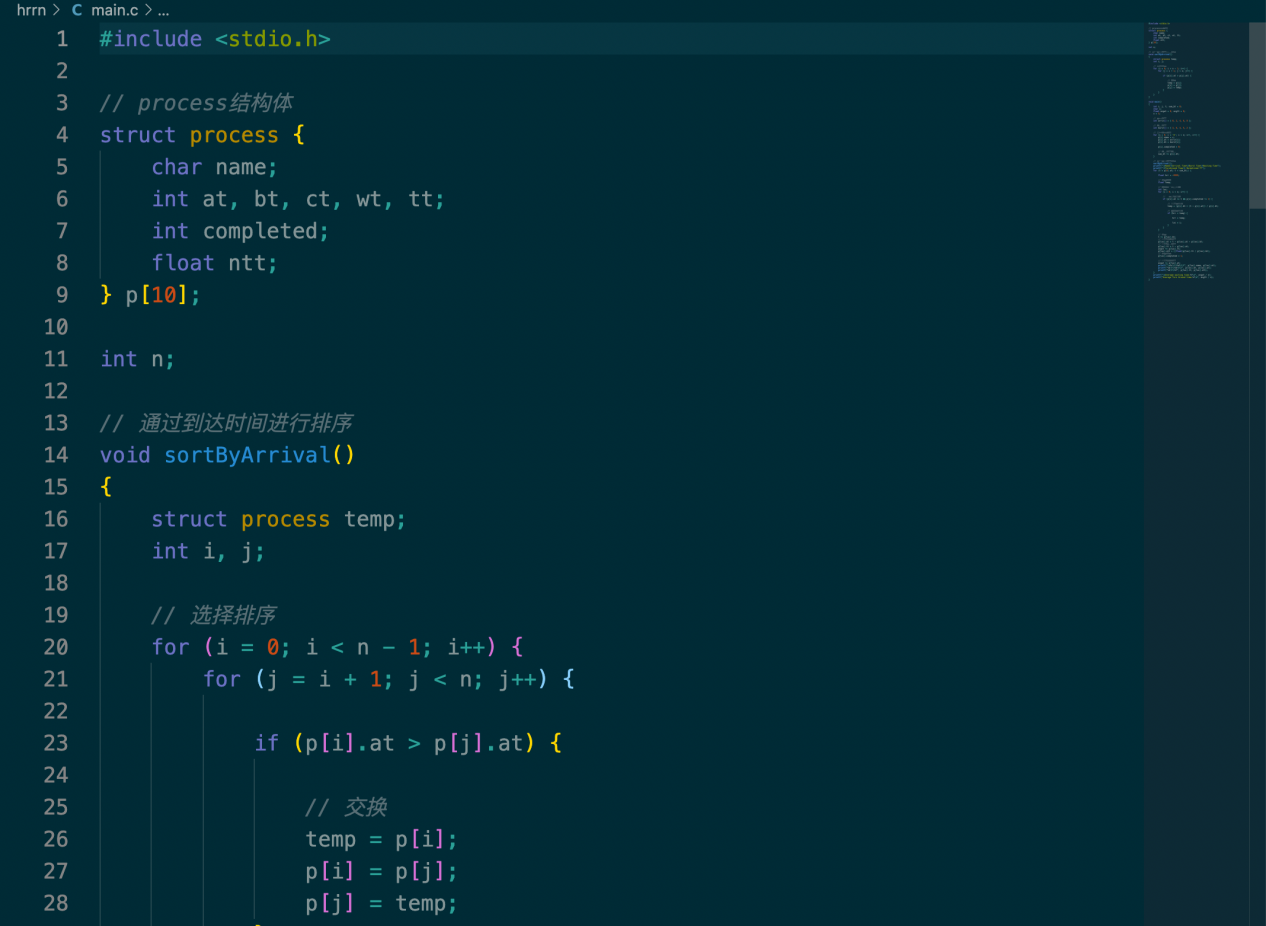 hrrn > C main.c > ...
1 #include <stdio.h>
2
3 // process结构体
4 struct process {
5     char name;
6     int at, bt, ct, wt, tt;
7     int completed;
8     float ntt;
9 } p[10];
10
11 int n;
12
13 // 通过到达时间进行排序
14 void sortByArrival()
15 {
16     struct process temp;
17     int i, j;
18
19     // 选择排序
20     for (i = 0; i < n - 1; i++) {
21         for (j = i + 1; j < n; j++) {
22
23             if (p[i].at > p[j].at) {
24
25                 // 交换
26                 temp = p[i];
27                 p[i] = p[j];
28                 p[j] = temp;